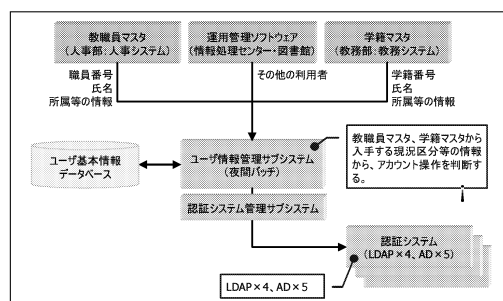 教職員マスタ
(人事部:人事システム)
運用管理ソフトウェア
(情報処理センター・図書館)
学籍マスタ
(教務部:教務システム)
職員番号
氏名
所属等の情報
その他の利用者
学籍番号
氏名
所属等の情報
ユーザ基本情報
データベース
ユーザ情報管理サブシステム
(夜間バッチ)
教職員マスタ、学籍マスタから
入手する現況区分等の情報
から、アカウント操作を判断す
る。
認証システム管理サブシステム
認証システム
(LDAP×4、AD×5)
LDAP×4、AD×5